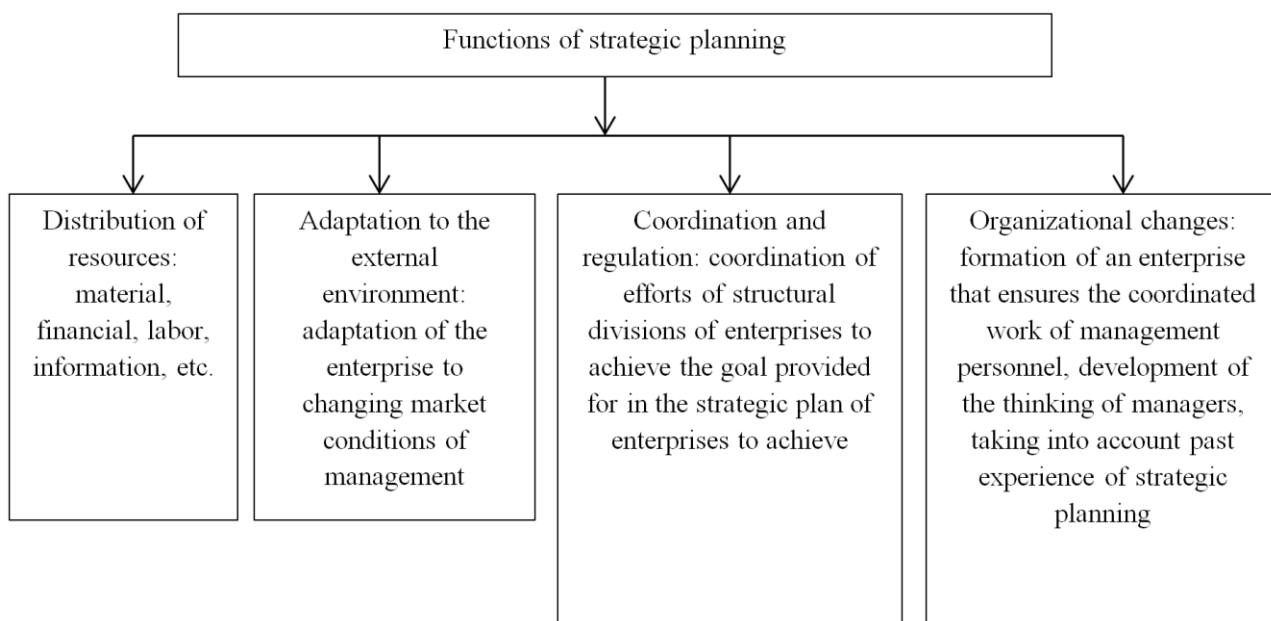 Functions of strategic planning
Distribution of
resources:
material,
financial, labor,
information, etc.
Adaptation to the
external
environment:
adaptation of the
enterprise to
changing market
conditions of
management
Coordination and
regulation: coordination of
efforts of structural
divisions of enterprises to
achieve the goal provided
for in the strategic plan of
enterprises to achieve
Organizational changes:
formation of an enterprise
that ensures the coordinated
work of management
personnel, development of
the thinking of managers,
taking into account past
experience of strategic
planning